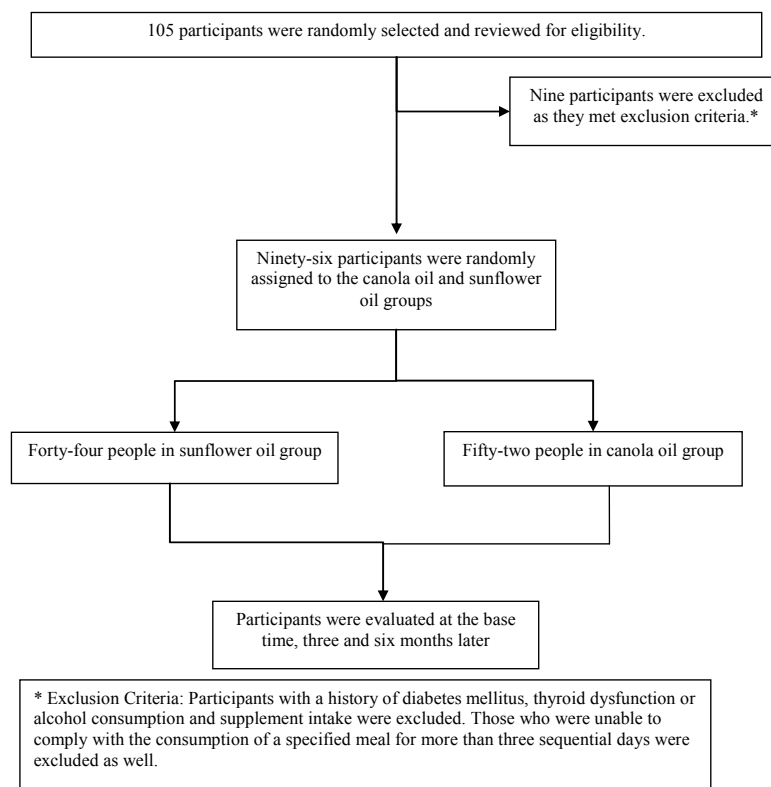 105 participants were randomly selected and reviewed for eligibility.
Nine participants were excluded
as they met exclusion criteria.*
Ninety-six participants were randomly
assigned to the canola oil and sunflower
oil groups
Forty-four people in sunflower oil group
Fifty-two people in canola oil group
Participants were evaluated at the base
time, three and six months later
* Exclusion Criteria: Participants with a history of diabetes mellitus, thyroid dysfunction or
alcohol consumption and supplement intake were excluded. Those who were unable to
comply with the consumption of a specified meal for more than three sequential days were
excluded as well.